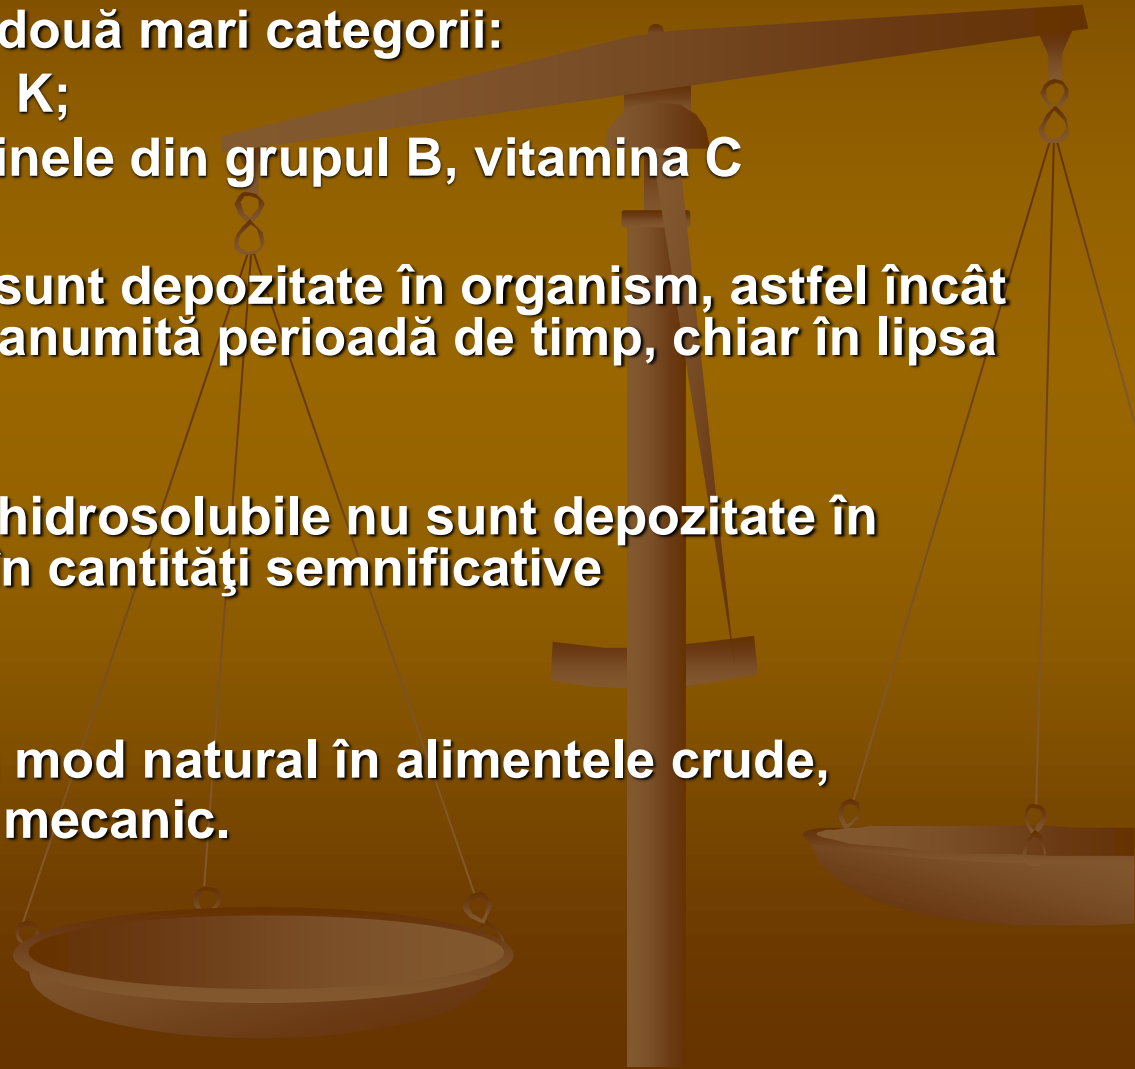 două mari categorii:
K;
inele din grupul B, vitamina C
sunt depozitate în organism, astfel încât
anumită perioadă de timp, chiar în lipsa
hidrosolubile nu sunt depozitate în
în cantităţi semnificative
mod natural în alimentele crude,
mecanic.